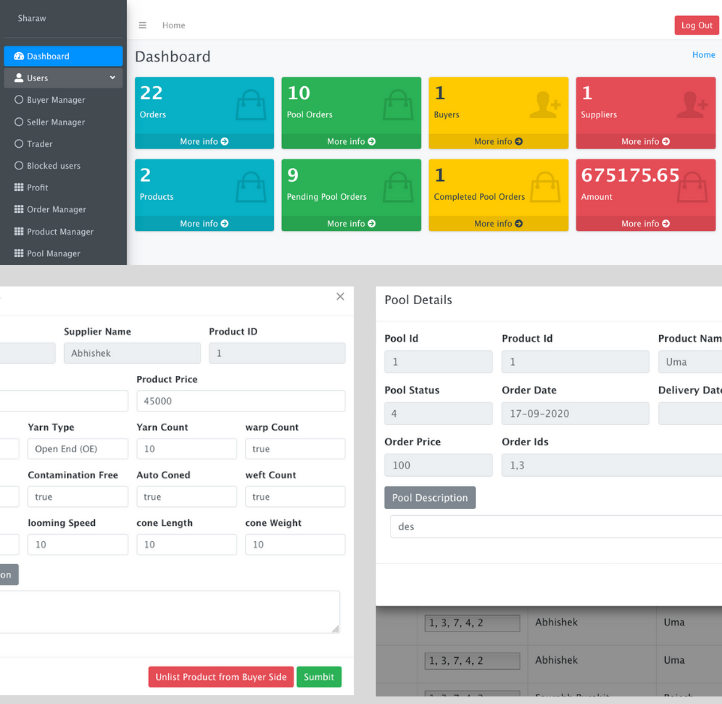 Sharaw
Home
Log Out
Dashboard
Users
Buyer Manager
Seller Manager
Trader
Blocked users
Profit
Order Manager
Product Manager
Pool Manager
Dashboard
Home
22
Orders
More info
10
Pool Orders
More info
1
Buyers
More info
1
Suppliers
More info
2
Products
More info
9
Pending Pool Orders
More info
1
Completed Pool Orders
More info
675175.65
Amount
More info
Supplier Name Product ID
Abhishek 1
Product Price
45000
Yarn Type Yarn Count warp Count
Open End (OE) 10 true
Contamination Free Auto Coned weft Count
true true true
looming Speed cone Length cone Weight
10 10 10
on
Unlist Product from Buyer Side Sumbit
Pool Details
Pool Id Product Id Product Nam
1 1 Uma
Pool Status Order Date Delivery Date
4 17-09-2020
Order Price Order Ids
100 1,3
Pool Description
des
1, 3, 7, 4, 2 Abhishek Uma
1, 3, 7, 4, 2 Abhishek Uma